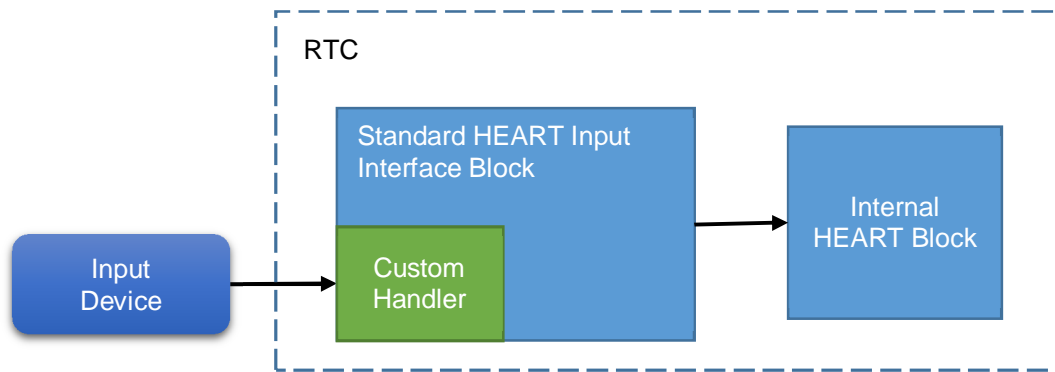 RTC
Standard HEART Input
Interface Block
Internal
HEART Block
Input
Device
Custom
Handler